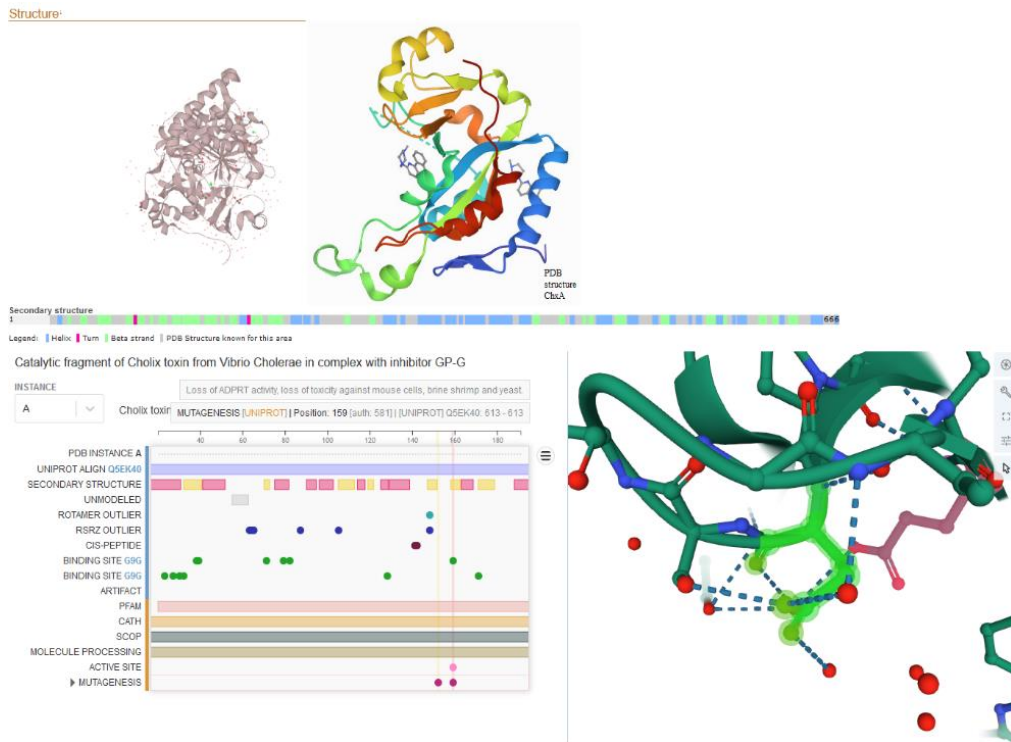 Structure¹
PDB
structure
ChxA
Secondary structure
1 666
Legend: Helix Turn Beta strand PDB Structure known for this area
Catalytic fragment of Cholix toxin from Vibrio Cholerae in complex with inhibitor GP-G
INSTANCE
A
Loss of ADPRT activity, loss of toxicity against mouse cells, brine shrimp and yeast.
Cholix toxin
MUTAGENESIS [UNIPROT] | Position: 159 [auth: 581] | [UNIPROT] Q5EK40: 613 - 613
40 60 80 100 120 140 160 180
PDB INSTANCE A
UNIPROT ALIGN Q5EK40
SECONDARY STRUCTURE
UNMODELED
ROTAMER OUTLIER
RSRZ OUTLIER
CIS-PEPTIDE
BINDING SITE G9G
BINDING SITE G9G
ARTIFACT
PFAM
CATH
SCOP
MOLECULE PROCESSING
ACTIVE SITE
MUTAGENESIS